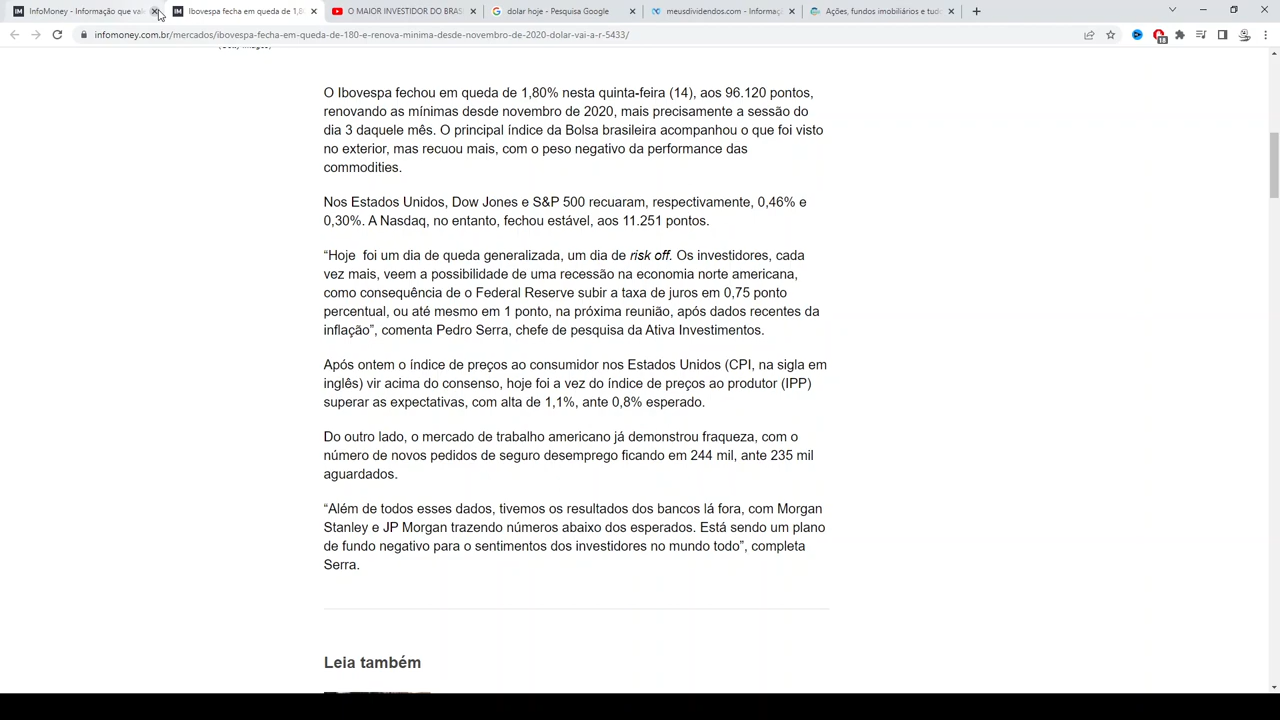 InfoMoney - Informação que val
Ibovespa fecha em queda de 1,8
O MAIOR INVESTIDOR DO BRAS
dolar hoje - Pesquisa Google
meusdividendos.com - Informaç
Ações, fundos imobiliários e tud
infomoney.com.br/mercados/ibovespa-fecha-em-queda-de-180-e-renova-minima-desde-novembro-de-2020-dolar-vai-a-r-5433/
18
O Ibovespa fechou em queda de 1,80% nesta quinta-feira (14), aos 96.120 pontos,
renovando as mínimas desde novembro de 2020, mais precisamente a sessão do
dia 3 daquele mês. O principal índice da Bolsa brasileira acompanhou o que foi visto
no exterior, mas recuou mais, com o peso negativo da performance das
commodities.
Nos Estados Unidos, Dow Jones e S&P 500 recuaram, respectivamente, 0,46% e
0,30%. A Nasdaq, no entanto, fechou estável, aos 11.251 pontos.
“Hoje foi um dia de queda generalizada, um dia de risk off. Os investidores, cada
vez mais, veem a possibilidade de uma recessão na economia norte americana,
como consequência de o Federal Reserve subir a taxa de juros em 0,75 ponto
percentual, ou até mesmo em 1 ponto, na próxima reunião, após dados recentes da
inflação”, comenta Pedro Serra, chefe de pesquisa da Ativa Investimentos.
Após ontem o índice de preços ao consumidor nos Estados Unidos (CPI, na sigla em
inglês) vir acima do consenso, hoje foi a vez do índice de preços ao produtor (IPP)
superar as expectativas, com alta de 1,1%, ante 0,8% esperado.
Do outro lado, o mercado de trabalho americano já demonstrou fraqueza, com o
número de novos pedidos de seguro desemprego ficando em 244 mil, ante 235 mil
aguardados.
“Além de todos esses dados, tivemos os resultados dos bancos lá fora, com Morgan
Stanley e JP Morgan trazendo números abaixo dos esperados. Está sendo um plano
de fundo negativo para o sentimentos dos investidores no mundo todo”, completa
Serra.
Leia também